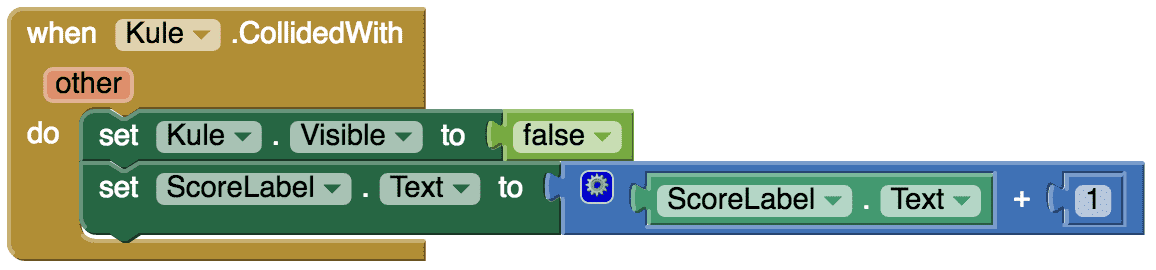 when Kule .CollidedWith
other
do set Kule . Visible to false
set ScoreLabel . Text to ScoreLabel . Text + 1